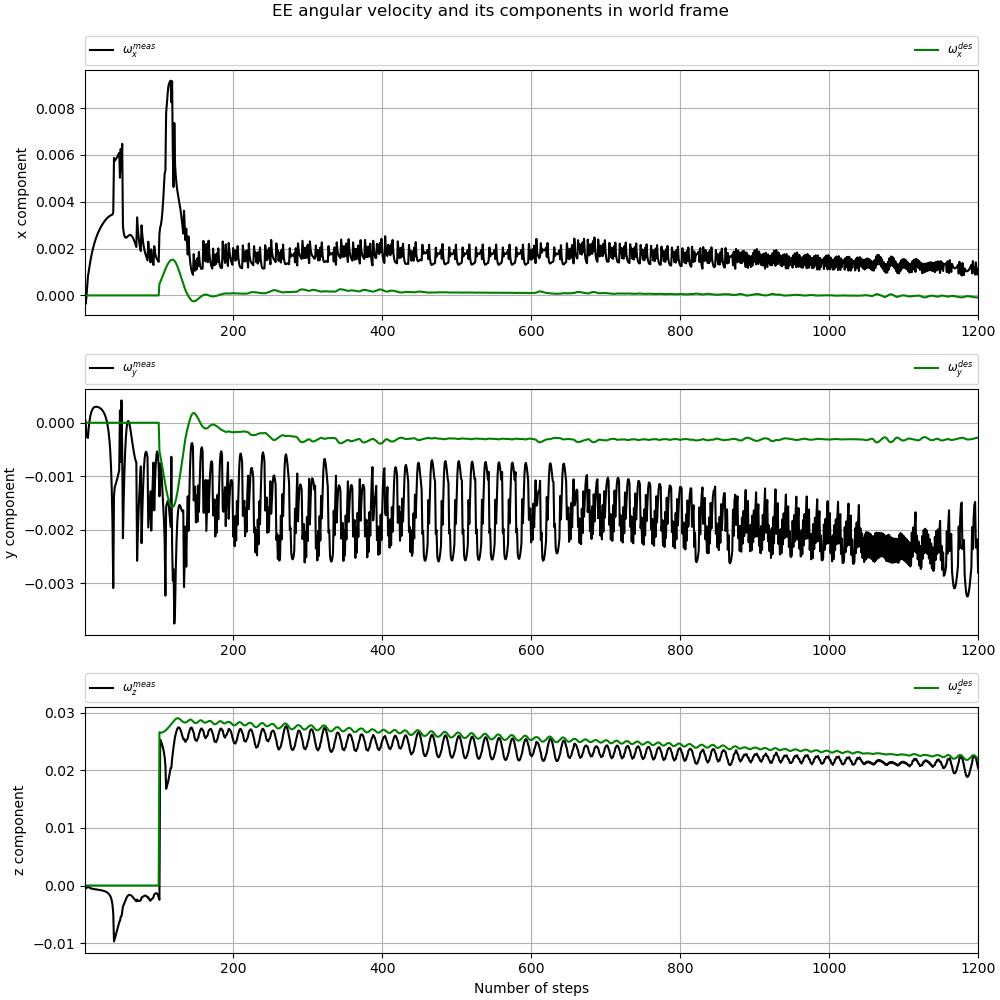 EE angular velocity and its components in world frame
ω_x^meas ω_x^des
0.008
0.006
0.004
0.002
0.000
x component
200 400 600 800 1000 1200
ω_y^meas ω_y^des
0.000
−0.001
−0.002
−0.003
y component
200 400 600 800 1000 1200
ω_z^meas ω_z^des
0.03
0.02
0.01
0.00
−0.01
z component
200 400 600 800 1000 1200
Number of steps